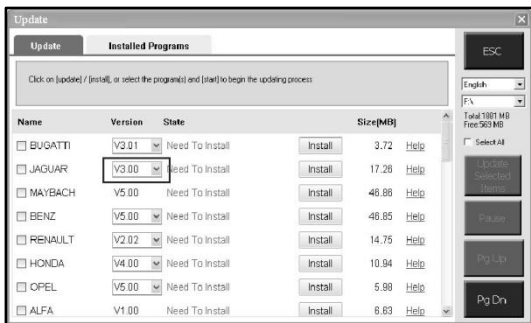 Update
Update Installed Programs
ESC
Click on [update] / [install], or select the program(s) and [start] to begin the updating process
English
F:\
Total:1881 MB
Free:569 MB
Select All
Name Version State Size[MB]
BUGATTI V3.01 Need To Install Install 3.72 Help
JAGUAR V3.00 Need To Install Install 17.26 Help
MAYBACH V5.00 Need To Install Install 46.86 Help
BENZ V5.00 Need To Install Install 46.85 Help
RENAULT V2.02 Need To Install Install 14.75 Help
HONDA V4.00 Need To Install Install 10.94 Help
OPEL V5.00 Need To Install Install 5.98 Help
ALFA V1.00 Need To Install Install 6.63 Help
Update
Selected
Items
Pause
Pg Up
Pg Dn